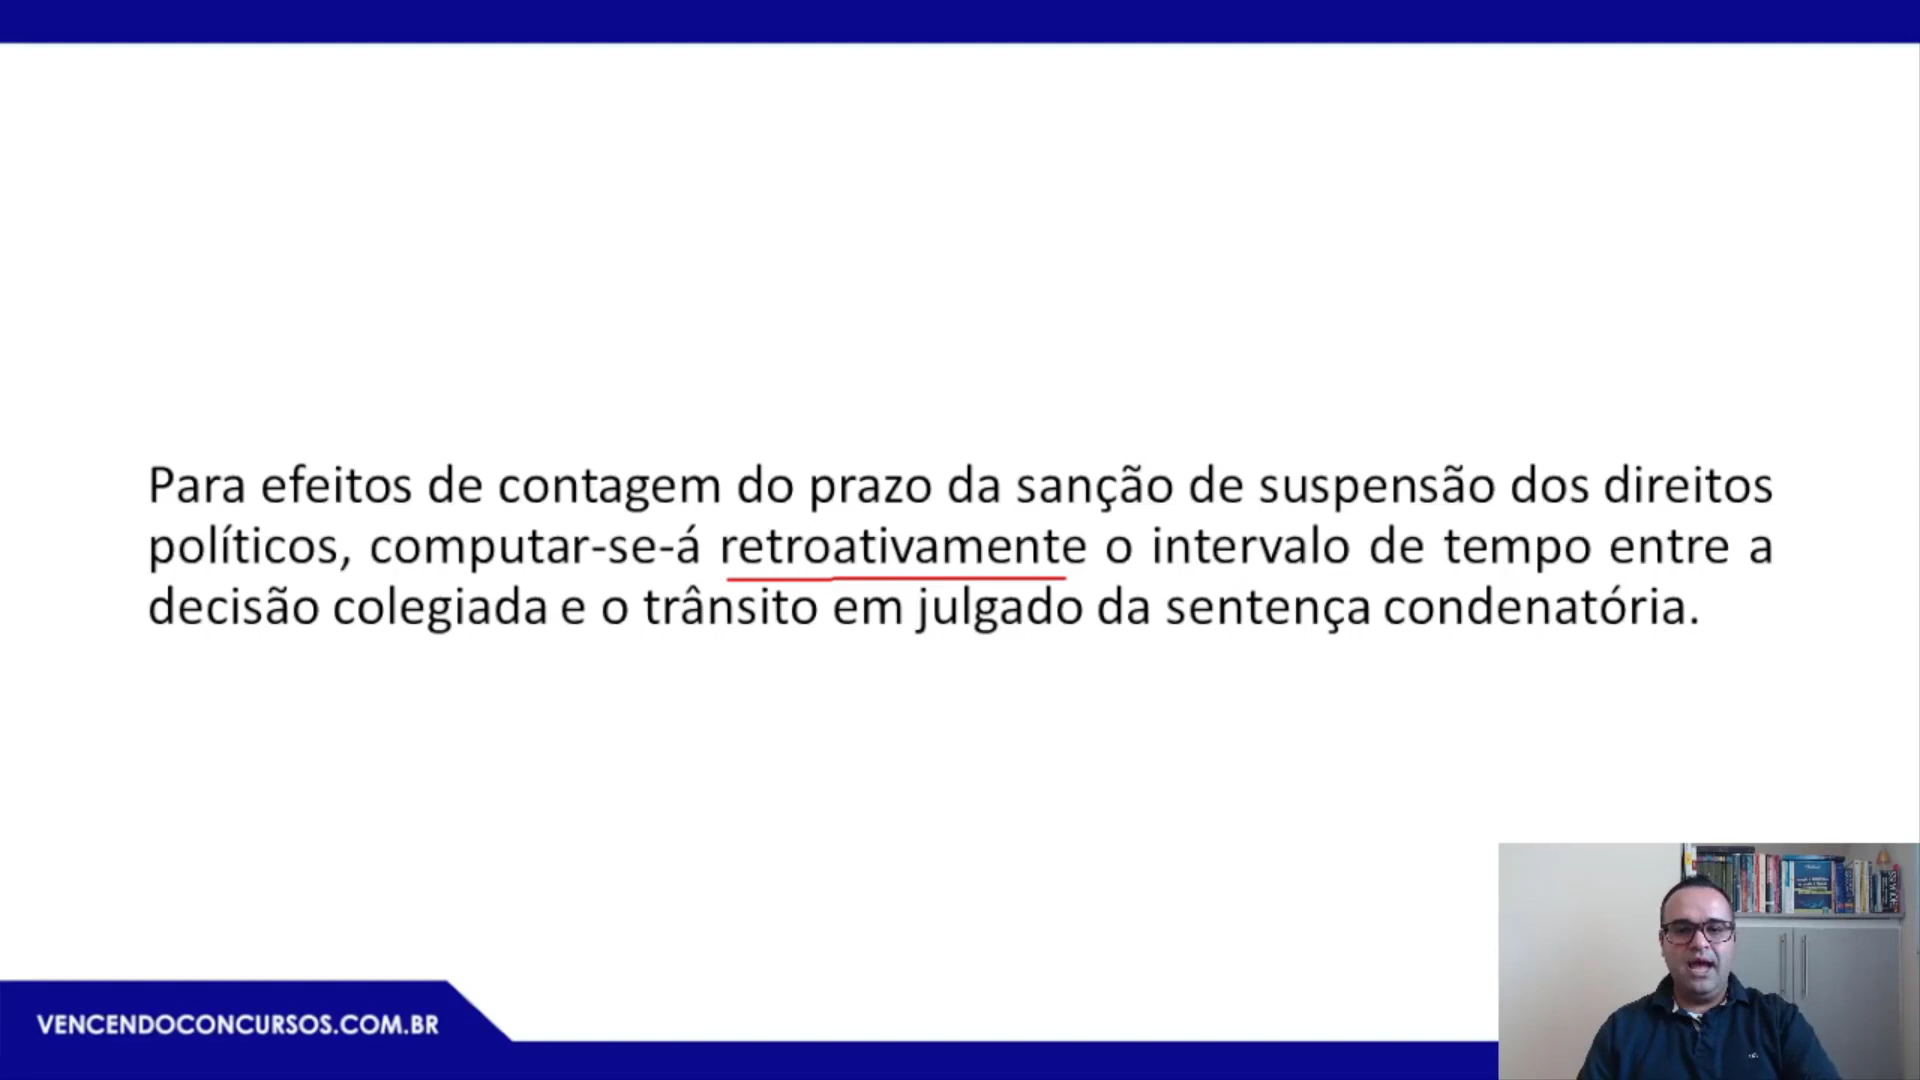 Para efeitos de contagem do prazo da sanção de suspensão dos direitos
políticos, computar-se-á retroativamente o intervalo de tempo entre a
decisão colegiada e o trânsito em julgado da sentença condenatória.
VENCENDOCONCURSOS.COM.BR